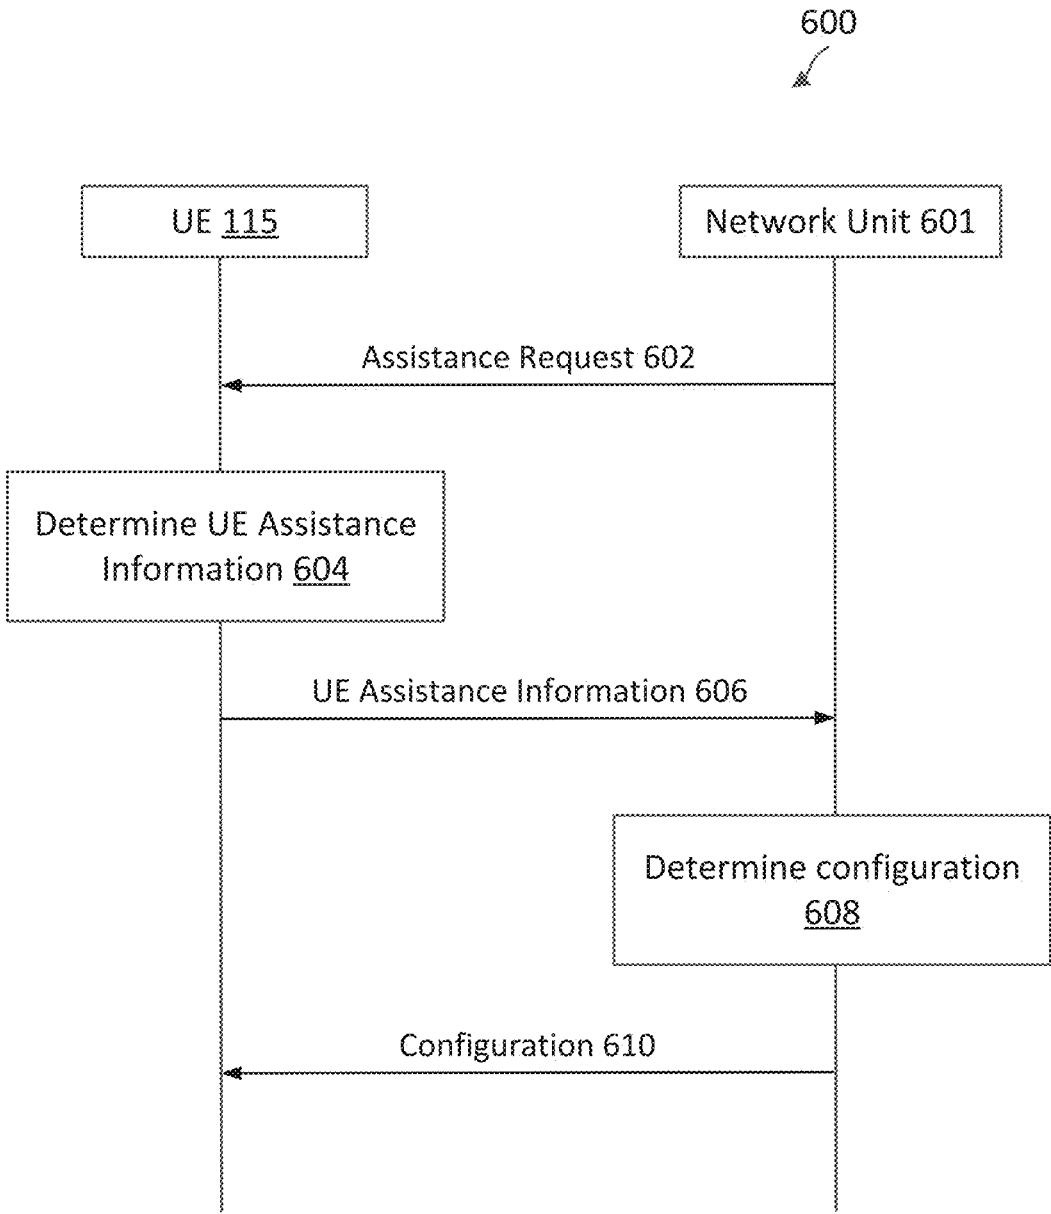 600
UE 115
Network Unit 601
Assistance Request 602
Determine UE Assistance
Information 604
UE Assistance Information 606
Determine configuration
608
Configuration 610